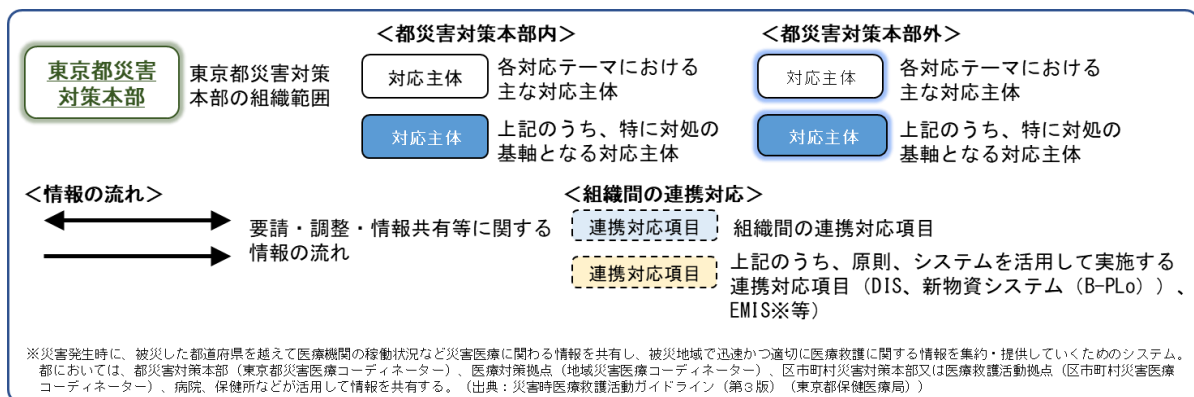 東京都災害
対策本部
東京都災害対策
本部の組織範囲
＜都災害対策本部内＞
対応主体
各対応テーマにおける
主な対応主体
対応主体
上記のうち、特に対処の
基軸となる対応主体
＜都災害対策本部外＞
対応主体
各対応テーマにおける
主な対応主体
対応主体
上記のうち、特に対処の
基軸となる対応主体
＜情報の流れ＞
要請・調整・情報共有等に関する
情報の流れ
＜組織間の連携対応＞
連携対応項目
組織間の連携対応項目
連携対応項目
上記のうち、原則、システムを活用して実施する
連携対応項目（DIS、新物資システム（B-PLo））、
EMIS※等）
※災害発生時に、被災した都道府県を越えて医療機関の稼働状況など災害医療に関わる情報を共有し、被災地域で迅速かつ適切に医療救護に関する情報を集約・提供していくためのシステム。
都においては、都災害対策本部（東京都災害医療コーディネーター）、医療対策拠点（地域災害医療コーディネーター）、区市町村災害対策本部又は医療救護活動拠点（区市町村災害医療
コーディネーター）、病院、保健所などが活用して情報を共有する。（出典：災害時医療救護活動ガイドライン（第３版）（東京都保健医療局））